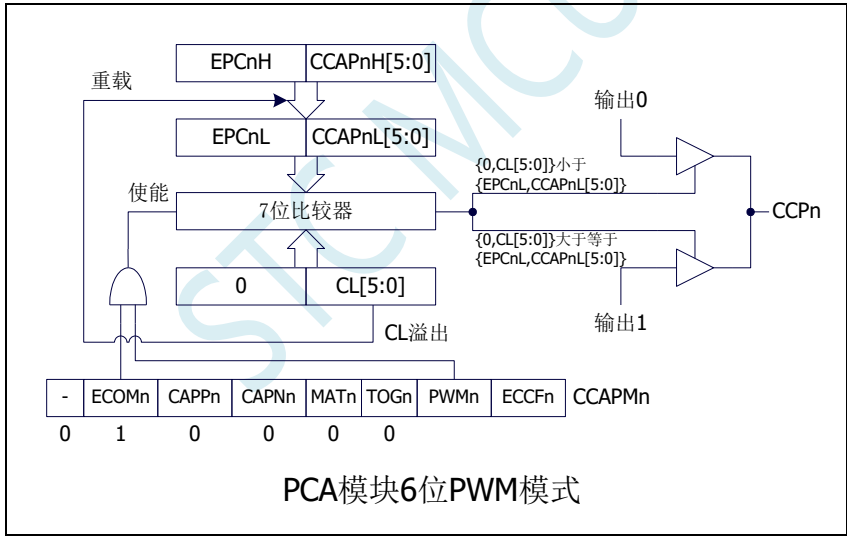 EPCnH CCAPnH[5:0]
重载
EPCnL CCAPnL[5:0]
输出0
{0,CL[5:0]}小于
{EPCnL,CCAPnL[5:0]}
使能
7位比较器
CCPn
{0,CL[5:0]}大于等于
{EPCnL,CCAPnL[5:0]}
0 CL[5:0]
输出1
CL溢出
- ECOMn CAPPn CAPNn MATn TOGn PWMn ECCFn CCAPMn
0 1 0 0 0 0
PCA模块6位PWM模式
STC MCU